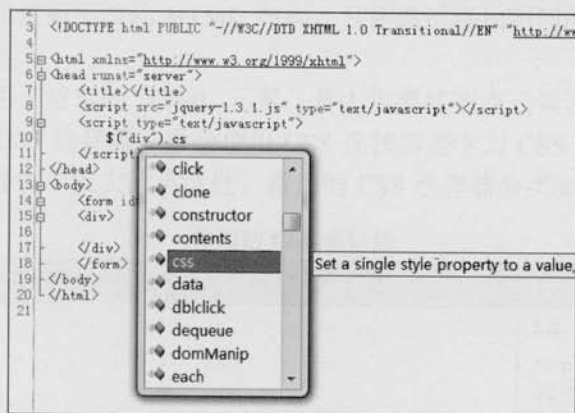 3 <!DOCTYPE html PUBLIC "-//W3C//DTD XHTML 1.0 Transitional//EN" "http://ww
4
5 <html xmlns="http://www.w3.org/1999/xhtml">
6 <head runat="server">
7 <title></title>
8 <script src="jquery-1.3.1.js" type="text/javascript"></script>
9 <script type="text/javascript">
10 $("div").cs
11 </script
12 </head>
13 <body>
14 <form id
15 <div>
16
17 </div>
18 </form>
19 </body>
20 </html>
21
click
clone
constructor
contents
css
data
dblclick
dequeue
domManip
each
Set a single style property to a value,